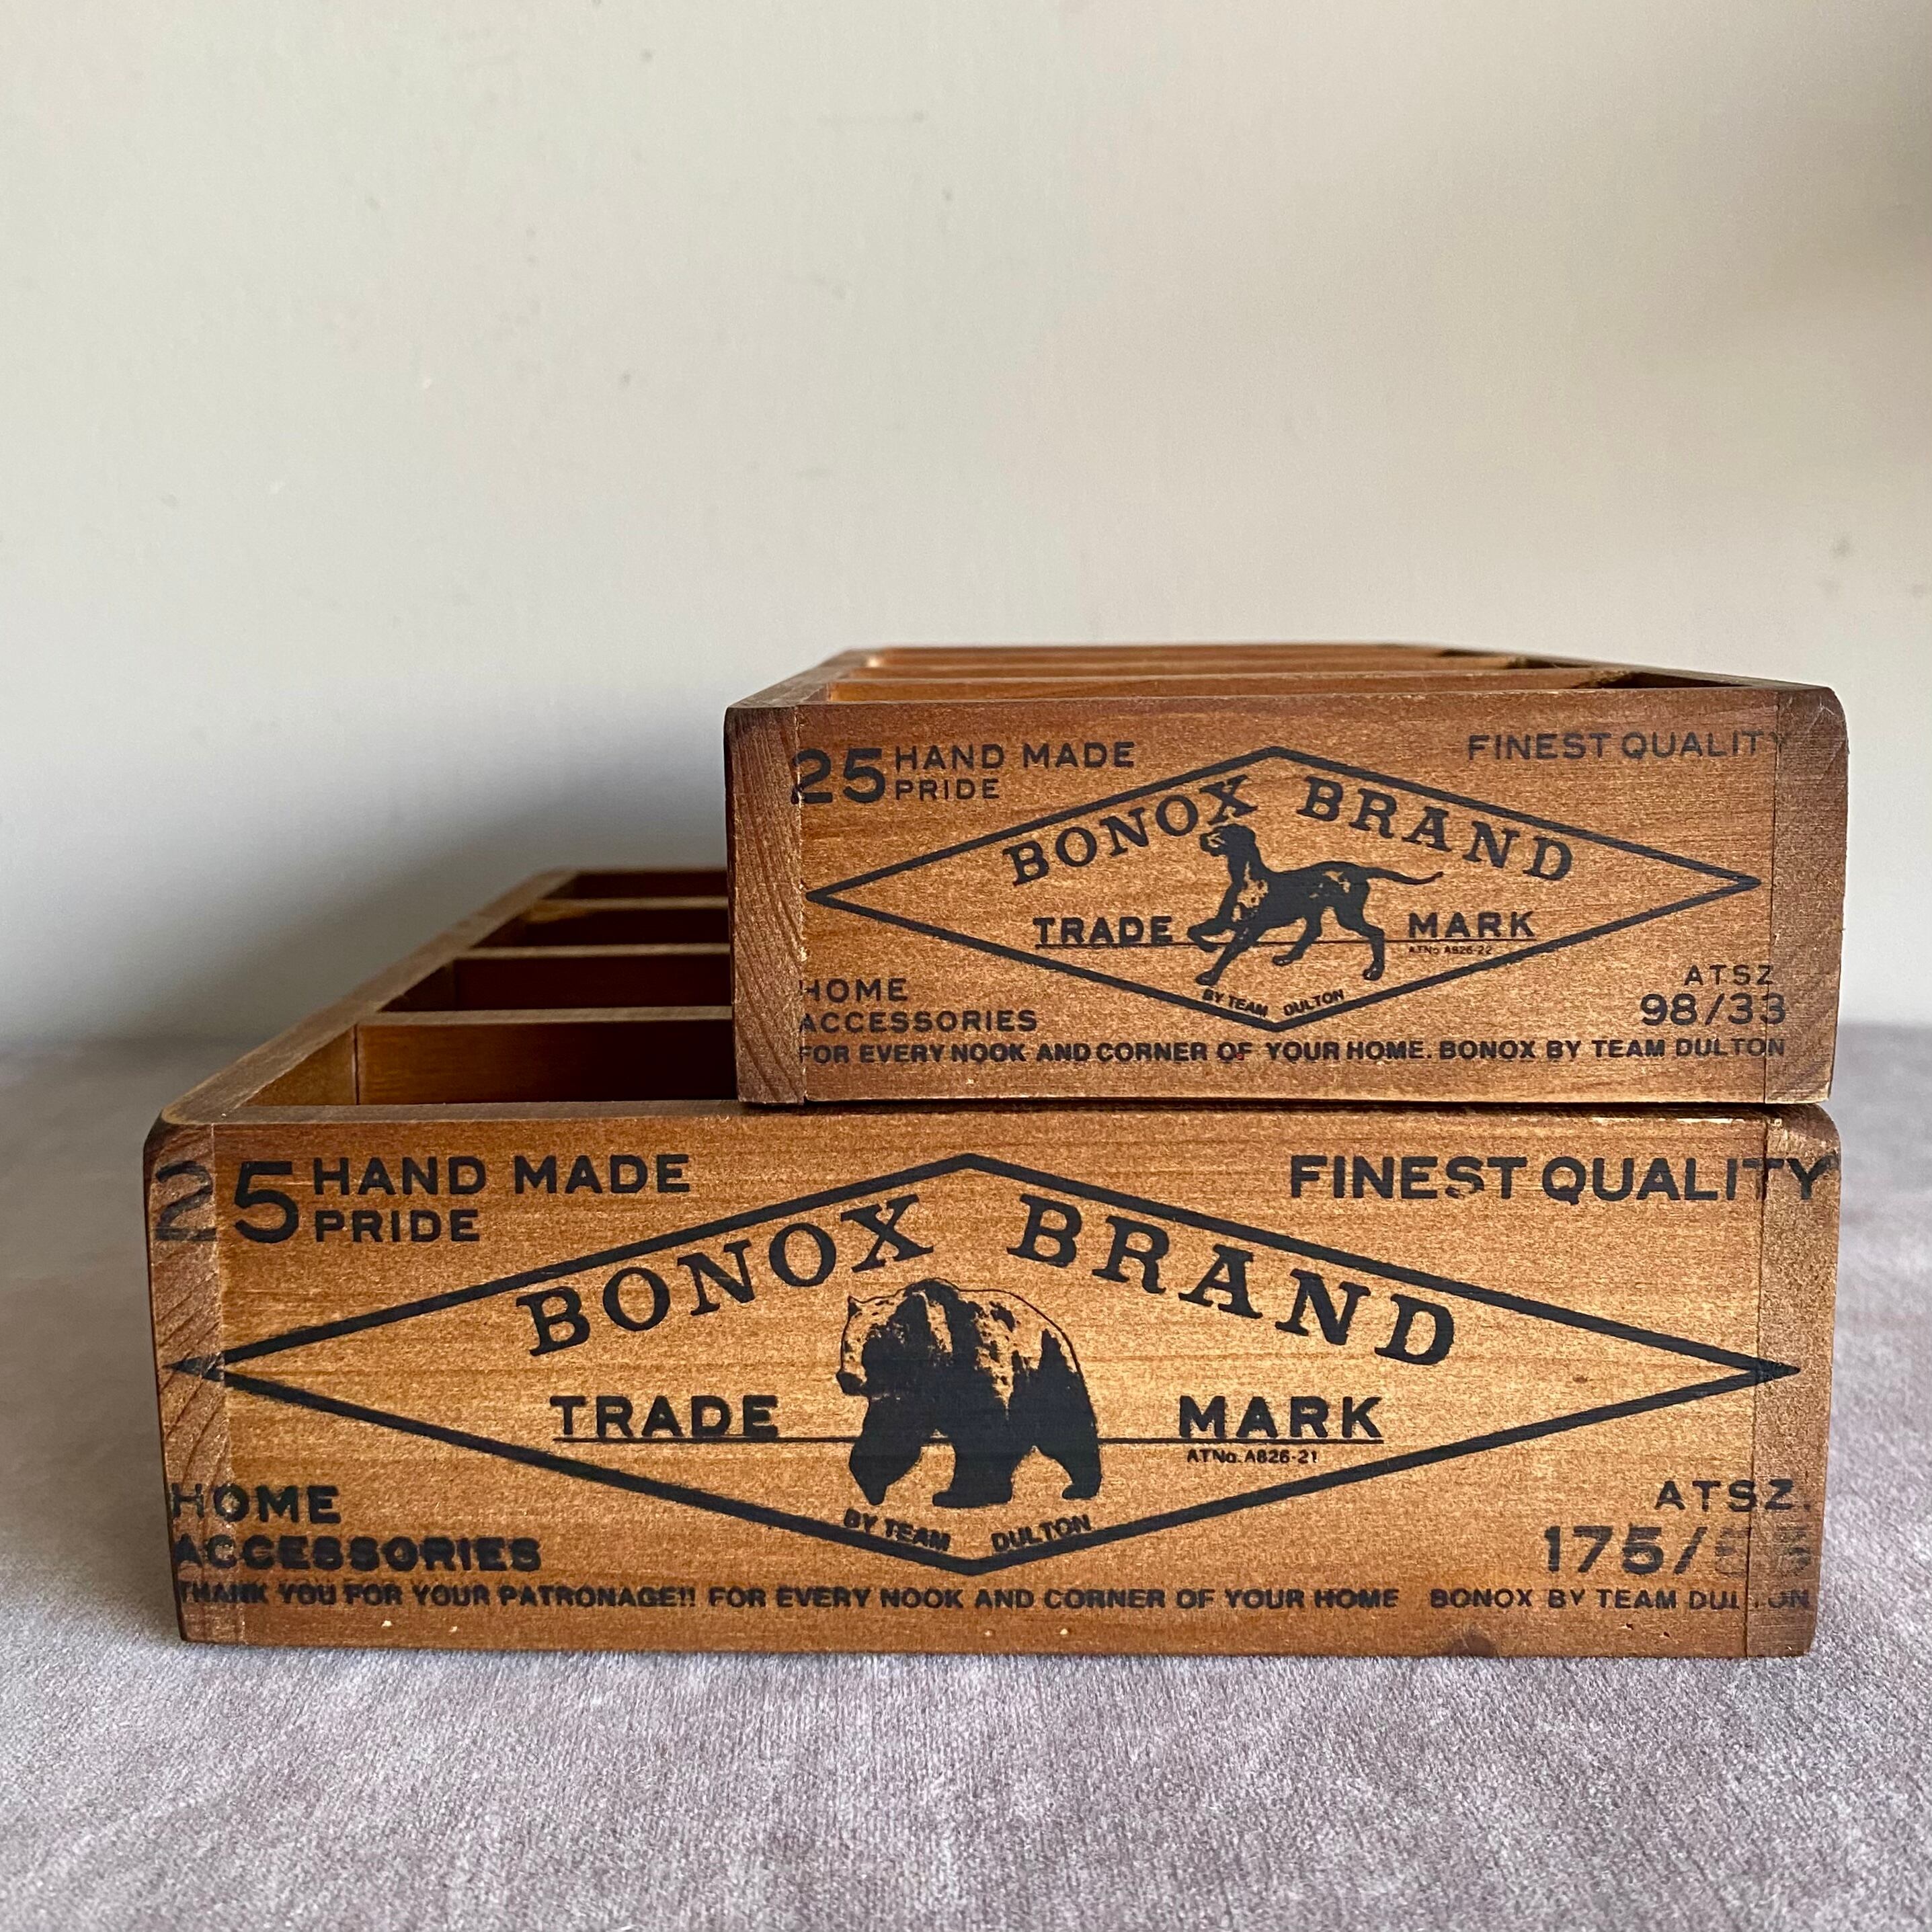 25 HAND MADE
PRIDE
FINEST QUALITY
BONOX BRAND
TRADE MARK
ATNo. A826-22
BY TEAM DULTON
HOME
ACCESSORIES
ATSZ
98/33
FOR EVERY NOOK AND CORNER OF YOUR HOME. BONOX BY TEAM DULTON
25 HAND MADE
PRIDE
FINEST QUALITY
BONOX BRAND
TRADE MARK
ATNo. A826-21
BY TEAM DULTON
HOME
ACCESSORIES
ATSZ.
175/
THANK YOU FOR YOUR PATRONAGE!! FOR EVERY NOOK AND CORNER OF YOUR HOME BONOX BY TEAM DULTON